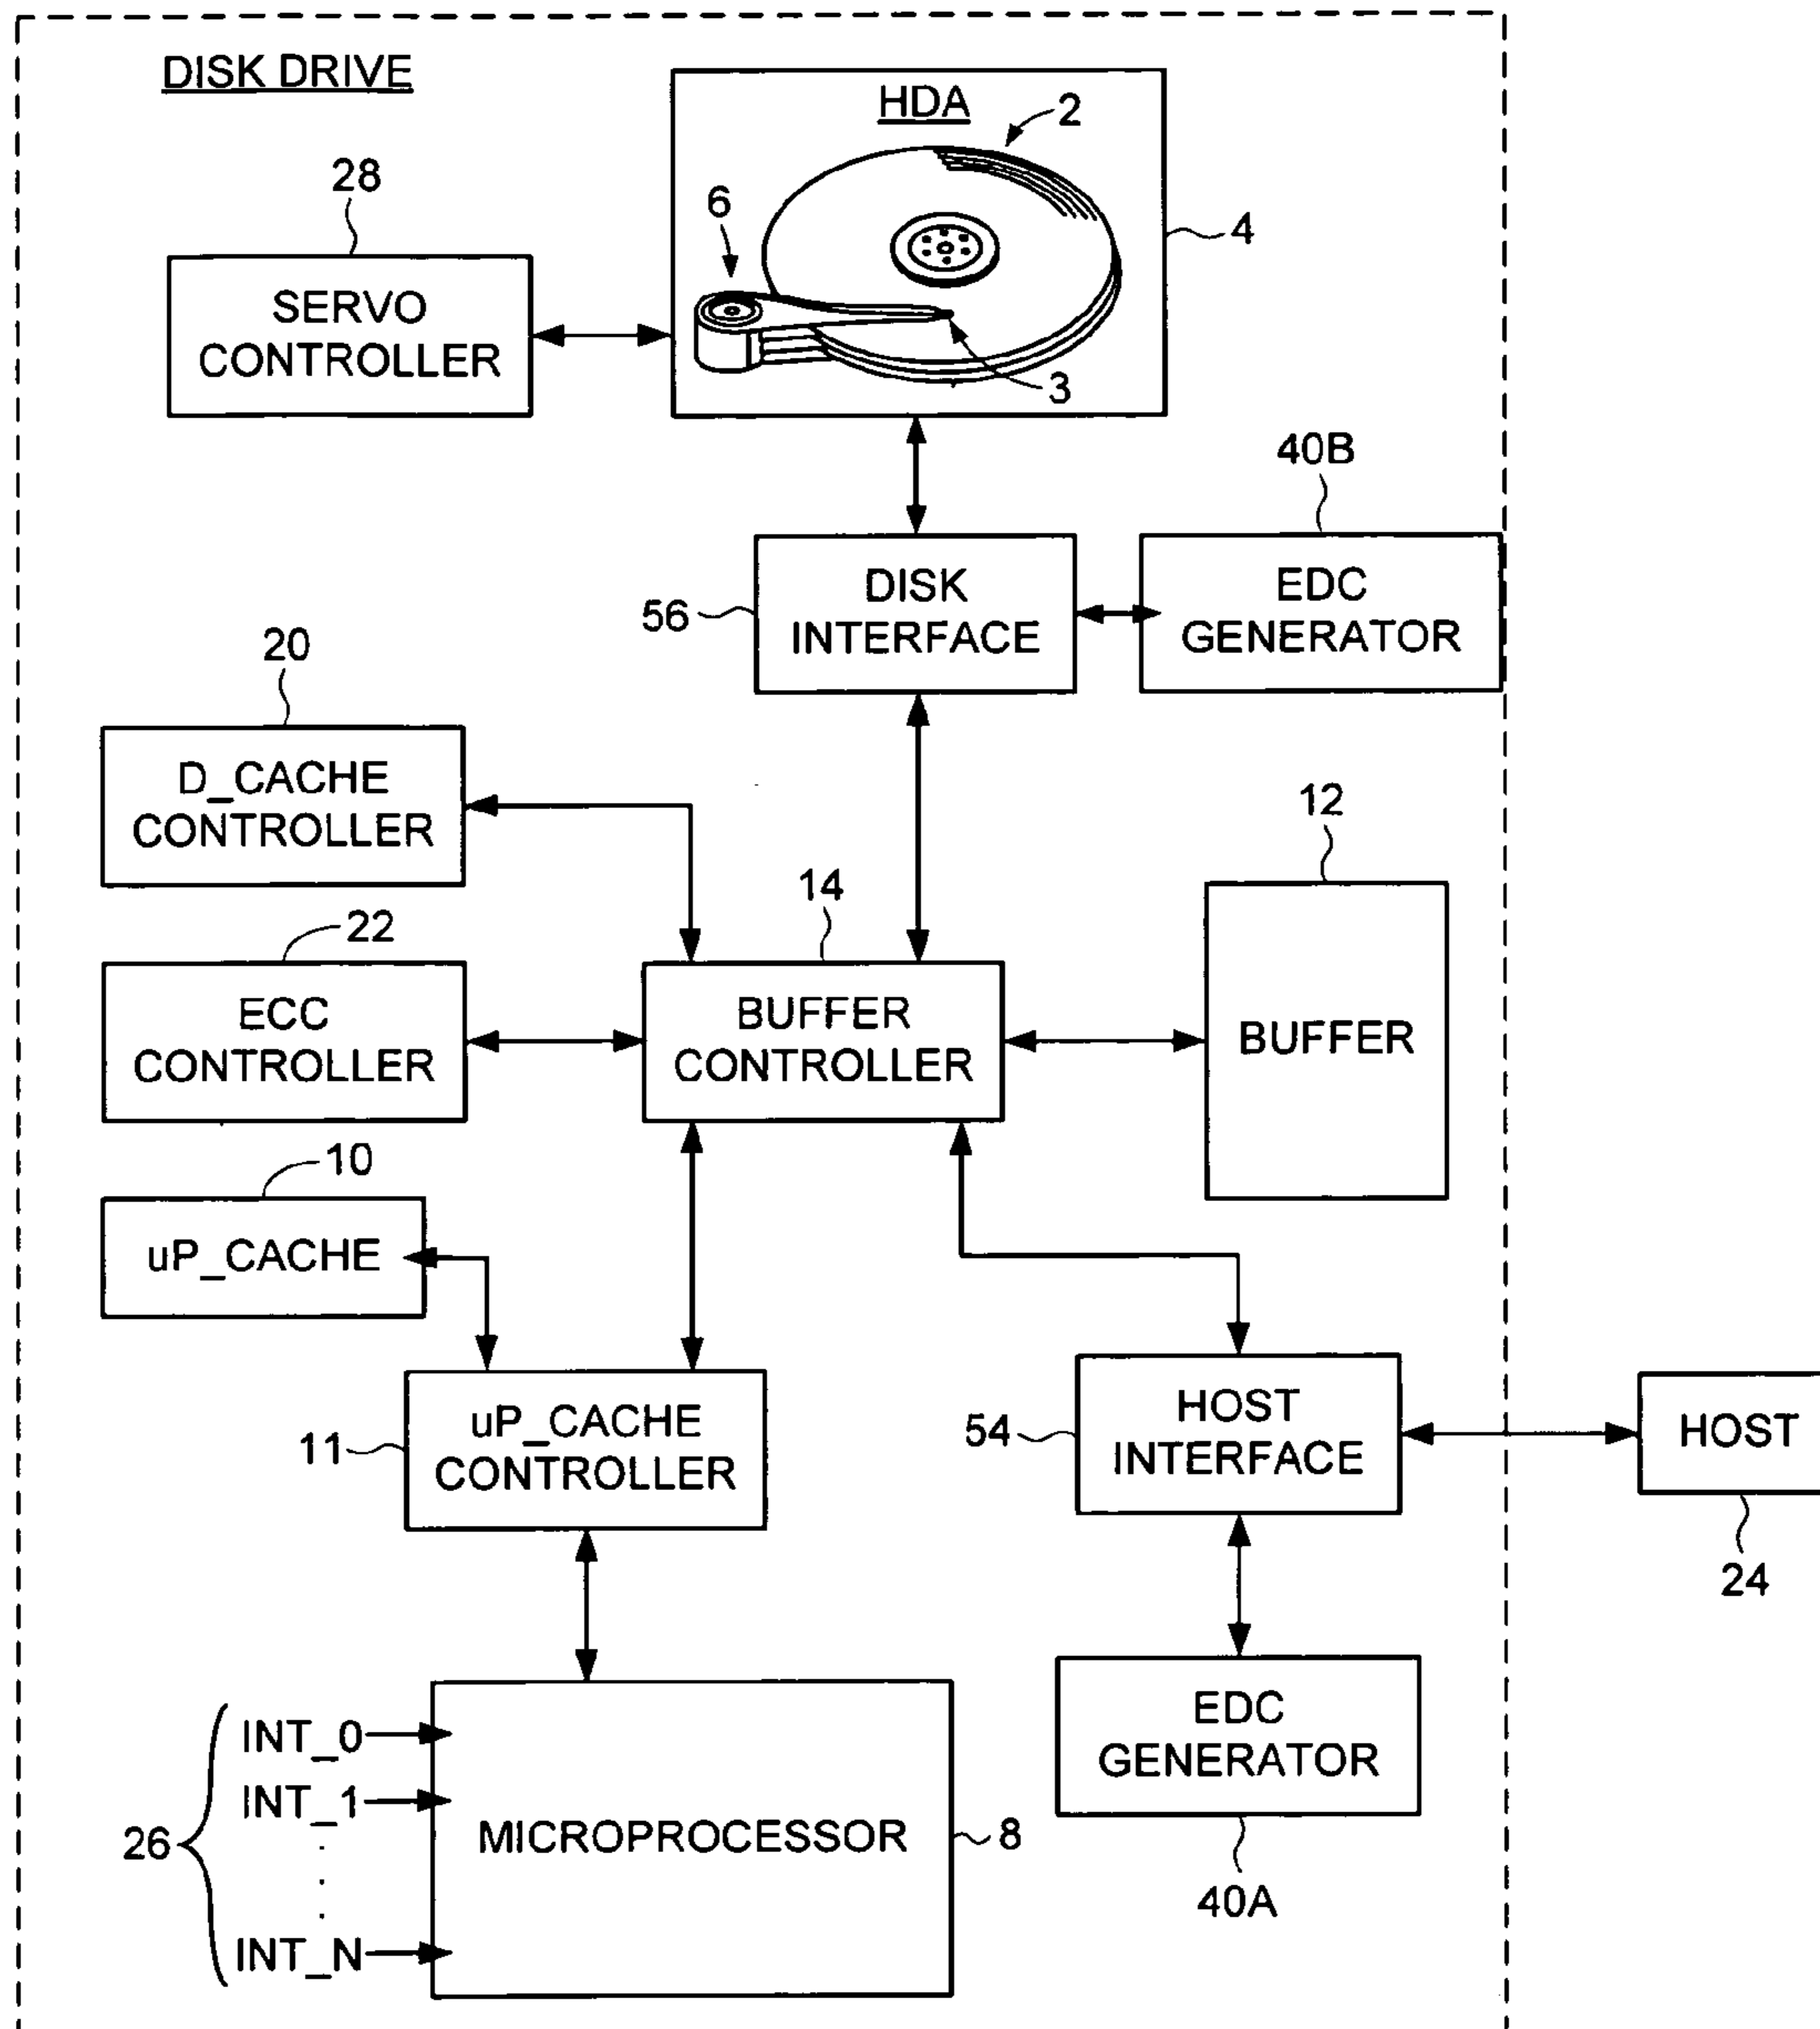 DISK DRIVE
HDA
2
28
6
4
SERVO
CONTROLLER
3
40B
DISK
INTERFACE
56
EDC
GENERATOR
20
D_CACHE
CONTROLLER
12
14
22
ECC
CONTROLLER
BUFFER
CONTROLLER
BUFFER
10
uP_CACHE
uP_CACHE
CONTROLLER
11
HOST
INTERFACE
54
HOST
24
EDC
GENERATOR
40A
INT_0
INT_1
26
MICROPROCESSOR
8
INT_N